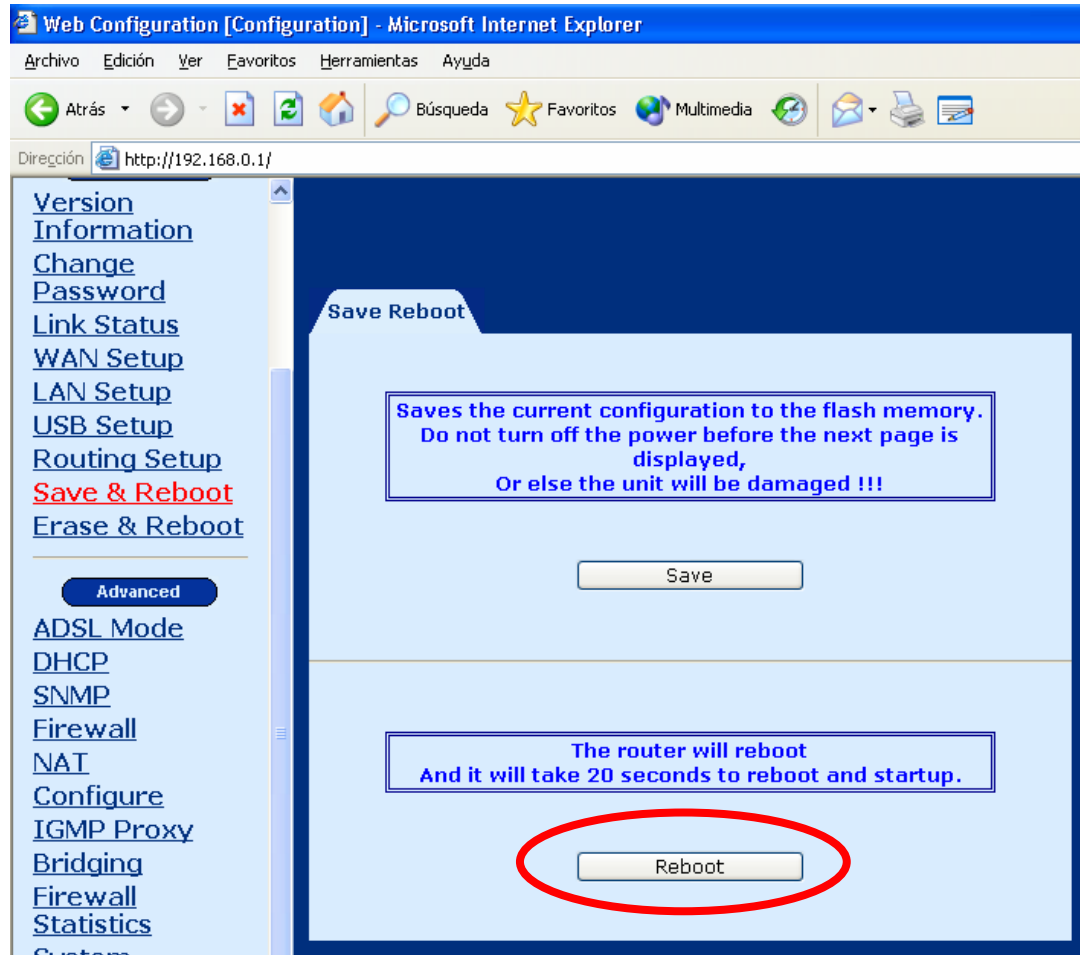 Web Configuration [Configuration] - Microsoft Internet Explorer
Archivo Edición Ver Favoritos Herramientas Ayuda
Atrás Búsqueda Favoritos Multimedia
Dirección http://192.168.0.1/
Version
Information
Change
Password
Link Status
WAN Setup
LAN Setup
USB Setup
Routing Setup
Save & Reboot
Erase & Reboot
Advanced
ADSL Mode
DHCP
SNMP
Firewall
NAT
Configure
IGMP Proxy
Bridging
Firewall
Statistics
Save Reboot
Saves the current configuration to the flash memory.
Do not turn off the power before the next page is
displayed,
Or else the unit will be damaged !!!
Save
The router will reboot
And it will take 20 seconds to reboot and startup.
Reboot